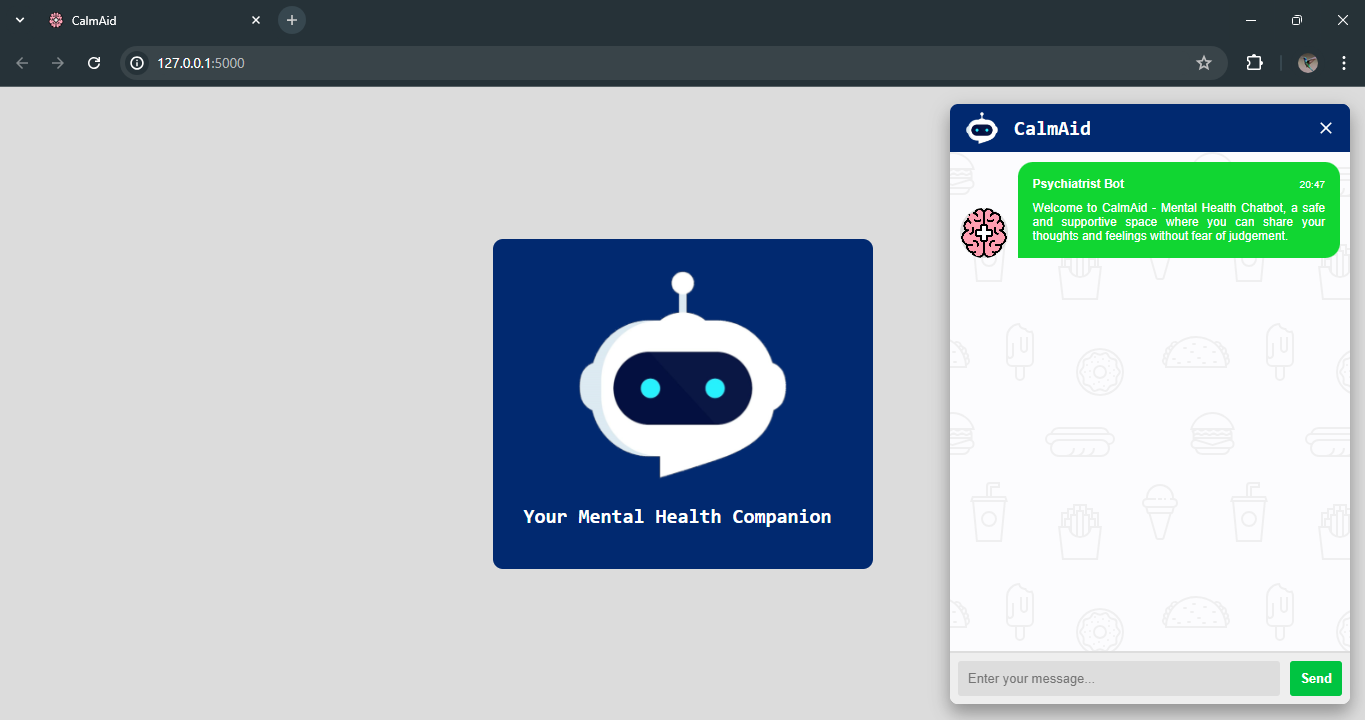 CalmAid
127.0.0.1:5000
CalmAid
Psychiatrist Bot 20:47
Welcome to CalmAid - Mental Health Chatbot, a safe
and supportive space where you can share your
thoughts and feelings without fear of judgement.
Your Mental Health Companion
Enter your message...
Send